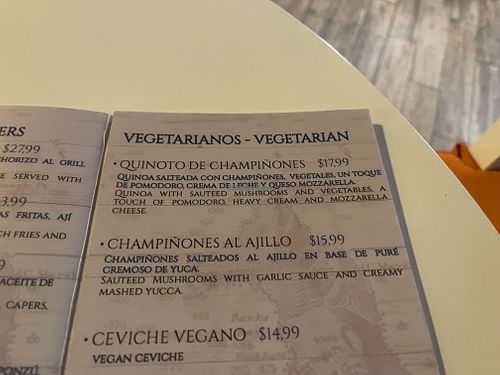 ERS
$27.99
CHORIZO AL GRILL
SERVED WITH
3.99
AS FRITAS, AJÍ
CH FRIES AND
9
ACEITE DE
, CAPERS,
PONZÚ
VEGETARIANOS - VEGETARIAN
• QUINOTO DE CHAMPIÑONES $17.99
QUINOA SALTEADA CON CHAMPIÑONES, VEGETALES, UN TOQUE
DE POMODORO, CREMA DE LECHE Y QUESO MOZZARELLA.
QUINOA WITH SAUTEED MUSHROOMS AND VEGETABLES, A
TOUCH OF POMODORO, HEAVY CREAM AND MOZZARELLA
CHEESE.
• CHAMPIÑONES AL AJILLO $15.99
CHAMPIÑONES SALTEADOS AL AJILLO EN BASE DE PURÉ
CREMOSO DE YUCA.
SAUTEED MUSHROOMS WITH GARLIC SAUCE AND CREAMY
MASHED YUCCA.
Banks
• CEVICHE VEGANO $14.99
VEGAN CEVICHE